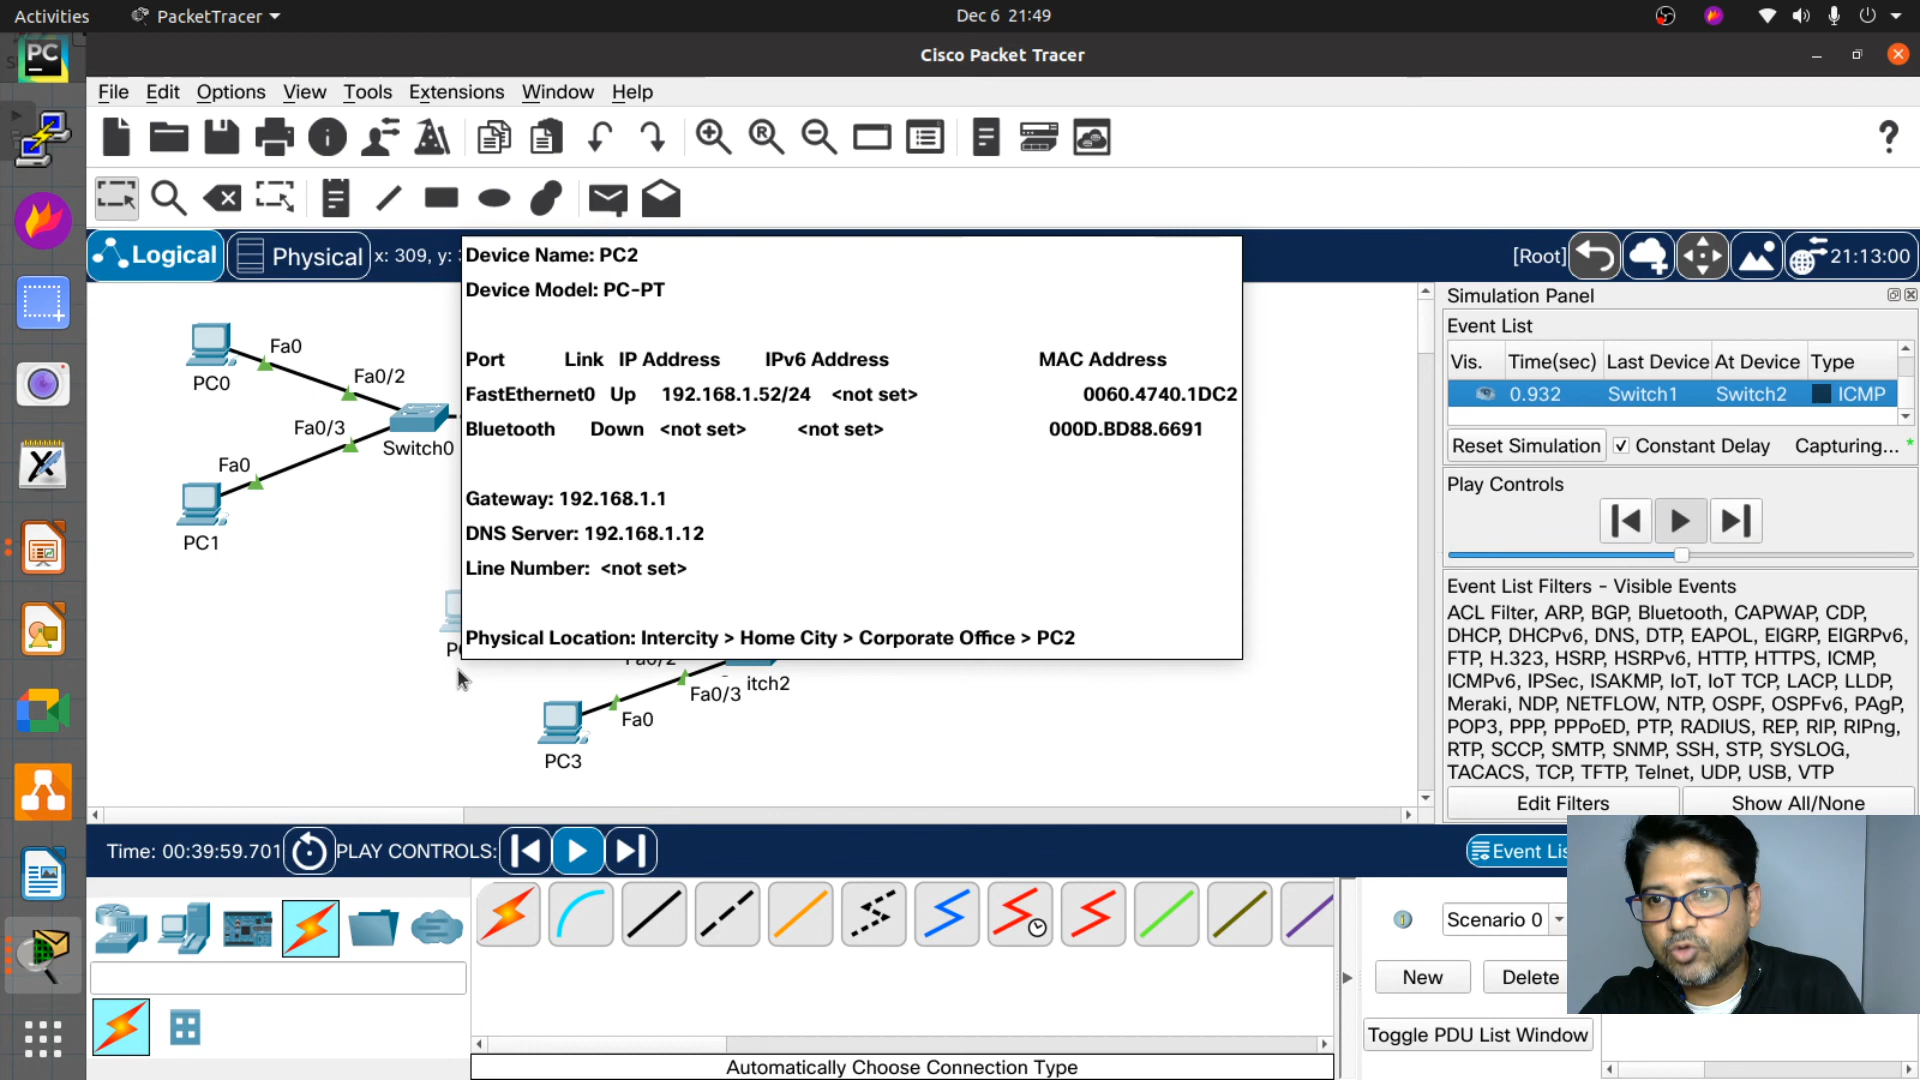 Activities PacketTracer Dec 6 21:49
Cisco Packet Tracer
PC
File Edit Options View Tools Extensions Window Help
Logical Physical x: 309, y: [Root] 21:13:00
Device Name: PC2
Device Model: PC-PT
Port Link IP Address IPv6 Address MAC Address
FastEthernet0 Up 192.168.1.52/24 <not set> 0060.4740.1DC2
Bluetooth Down <not set> <not set> 000D.BD88.6691
Gateway: 192.168.1.1
DNS Server: 192.168.1.12
Line Number: <not set>
Physical Location: Intercity > Home City > Corporate Office > PC2
Fa0
PC0
Fa0/2
Fa0/3
Switch0
Fa0
PC1
Fa0/2
itch2
Fa0/3
Fa0
PC3
Simulation Panel
Event List
Vis. Time(sec) Last Device At Device Type
0.932 Switch1 Switch2 ICMP
Reset Simulation Constant Delay Capturing... *
Play Controls
Event List Filters - Visible Events
ACL Filter, ARP, BGP, Bluetooth, CAPWAP, CDP,
DHCP, DHCPv6, DNS, DTP, EAPOL, EIGRP, EIGRPv6,
FTP, H.323, HSRP, HSRPv6, HTTP, HTTPS, ICMP,
ICMPv6, IPSec, ISAKMP, IoT, IoT TCP, LACP, LLDP,
Meraki, NDP, NETFLOW, NTP, OSPF, OSPFv6, PAgP,
POP3, PPP, PPPoED, PTP, RADIUS, REP, RIP, RIPng,
RTP, SCCP, SMTP, SNMP, SSH, STP, SYSLOG,
TACACS, TCP, TFTP, Telnet, UDP, USB, VTP
Edit Filters Show All/None
Time: 00:39:59.701 PLAY CONTROLS: Event Lis
Scenario 0
New Delete
Toggle PDU List Window
Automatically Choose Connection Type